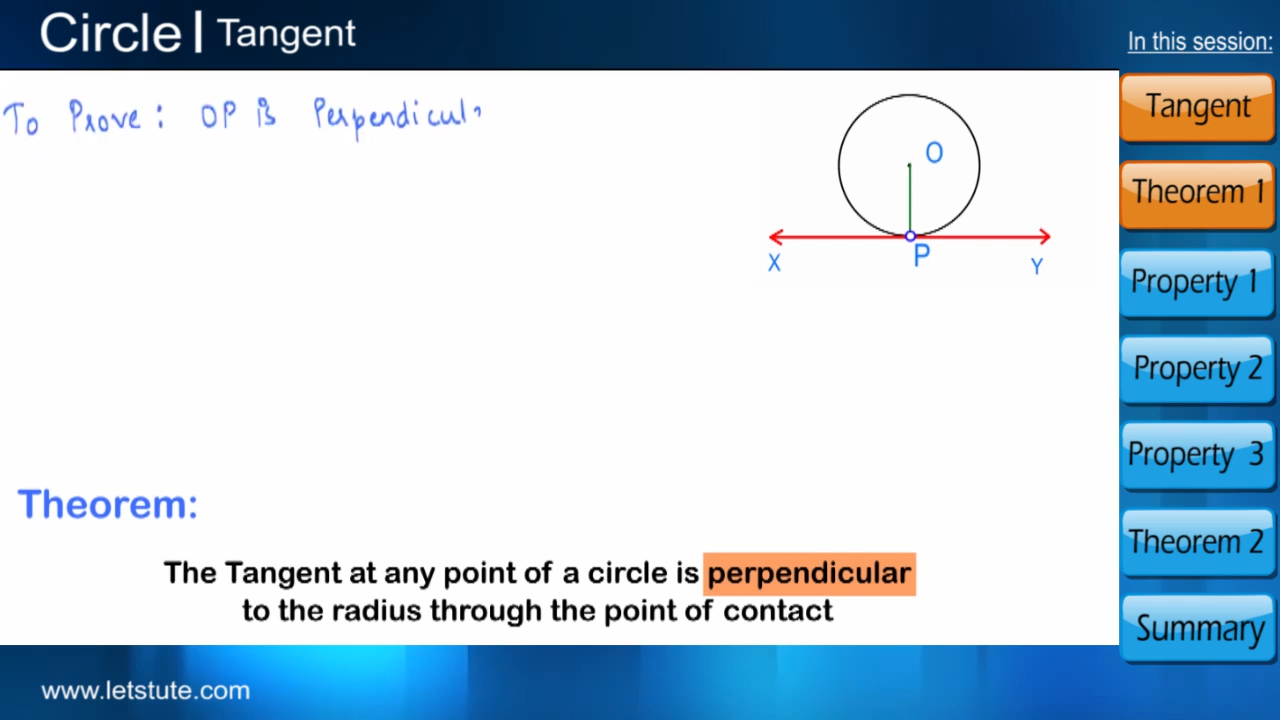 Circle | Tangent
In this session:
To Prove: OP is Perpendicul
O
P
X
Y
Tangent
Theorem 1
Property 1
Property 2
Property 3
Theorem 2
Summary
Theorem:
The Tangent at any point of a circle is perpendicular
to the radius through the point of contact
www.letstute.com